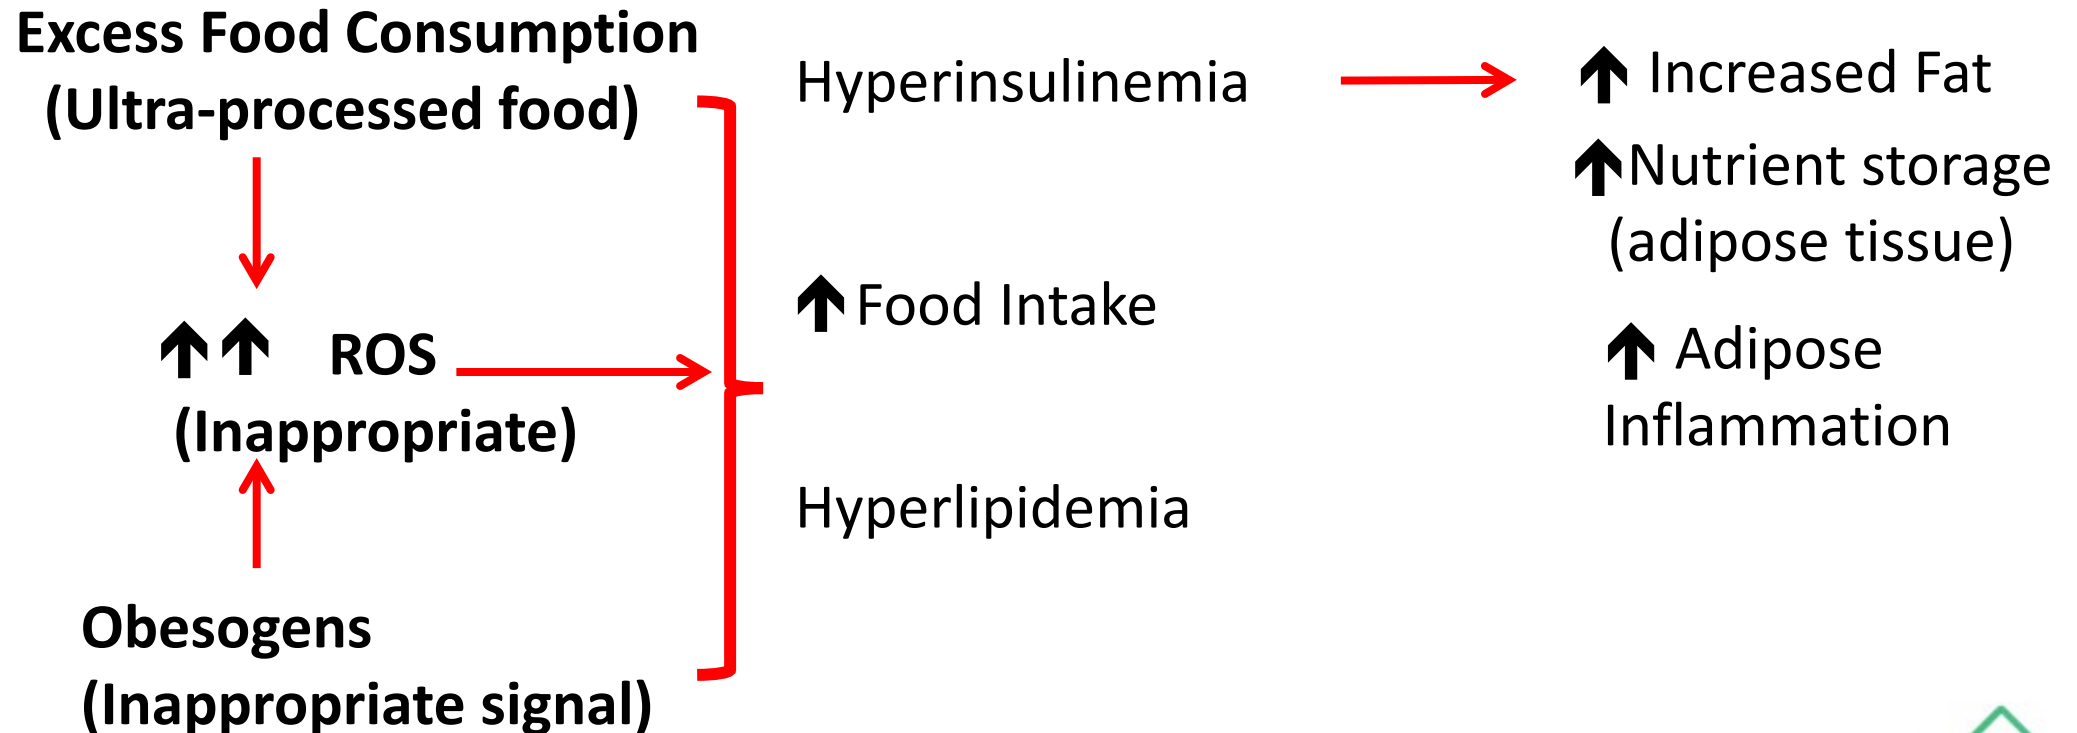 Excess Food Consumption
(Ultra-processed food)
ROS
(Inappropriate)
Obesogens
(Inappropriate signal)
Hyperinsulinemia
Food Intake
Hyperlipidemia
Increased Fat
Nutrient storage
(adipose tissue)
Adipose
Inflammation